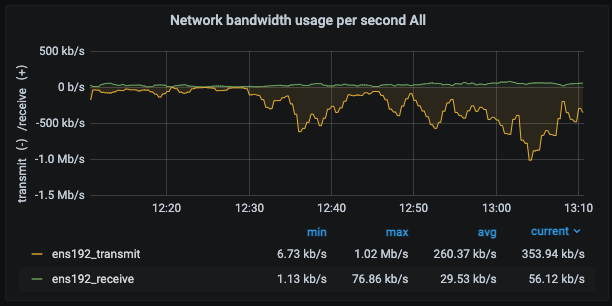 Network bandwidth usage per second All
transmit (-) /receive (+)
500 kb/s
0 b/s
-500 kb/s
-1.0 Mb/s
-1.5 Mb/s
12:20 12:30 12:40 12:50 13:00 13:10
min max avg current
ens192_transmit 6.73 kb/s 1.02 Mb/s 260.37 kb/s 353.94 kb/s
ens192_receive 1.13 kb/s 76.86 kb/s 29.53 kb/s 56.12 kb/s